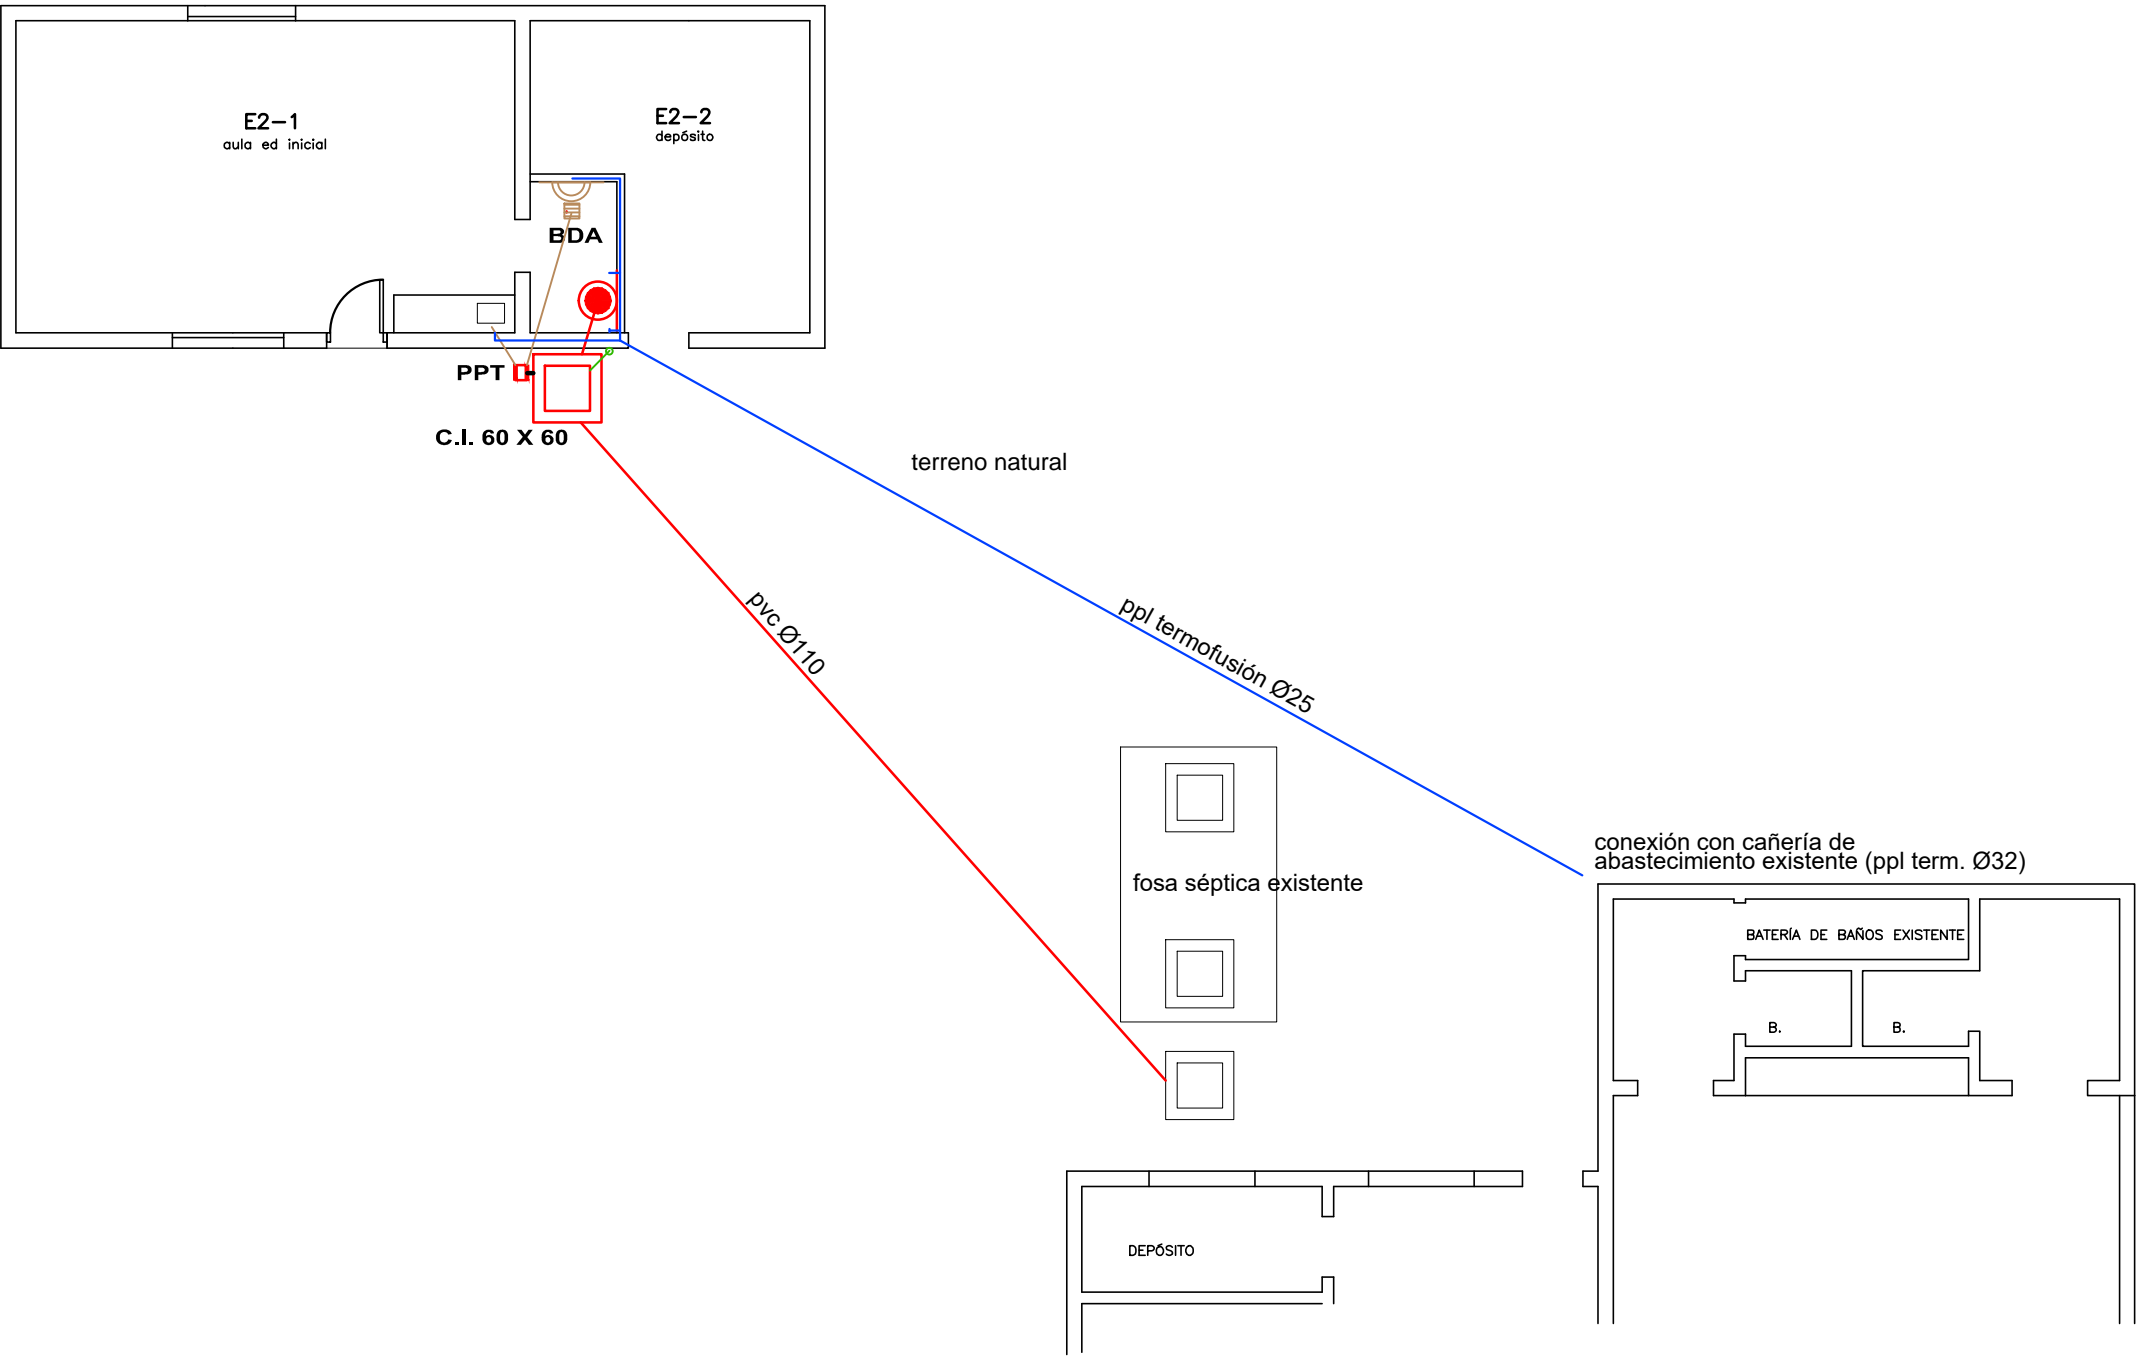 E2-1
aula ed inicial
E2-2
depósito
BDA
PPT
C.I. 60 X 60
terreno natural
pvc Ø110
ppl termofusión Ø25
conexión con cañería de
abastecimiento existente (ppl term. Ø32)
fosa séptica existente
BATERÍA DE BAÑOS EXISTENTE
B.
B.
DEPÓSITO